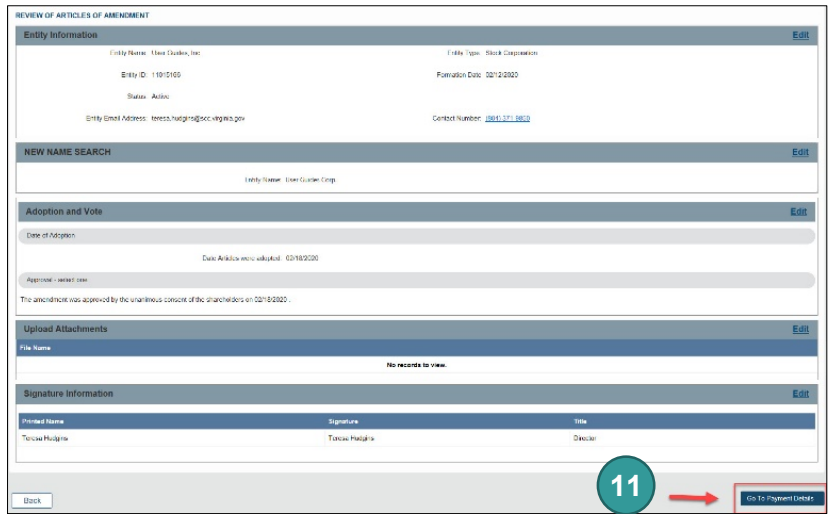 REVIEW OF ARTICLES OF AMENDMENT
Entity Information Edit
Entity Name: User Guides, Inc Entity Type: Stock Corporation
Entity ID: 11015166 Formation Date: 02/12/2020
Status: Active
Entity Email Address: teresa.hudgins@scc.virginia.gov Contact Number:
NEW NAME SEARCH Edit
Entity Name: User Guides Corp.
Adoption and Vote Edit
Date of Adoption
Date Articles were adopted: 02/18/2020
Approval - select one
The amendment was approved by the unanimous consent of the shareholders on 02/18/2020 .
Upload Attachments Edit
File Name
No records to view.
Signature Information Edit
Printed Name Signature Title
Teresa Hudgins Teresa Hudgins Director
11
Back Go To Payment Details